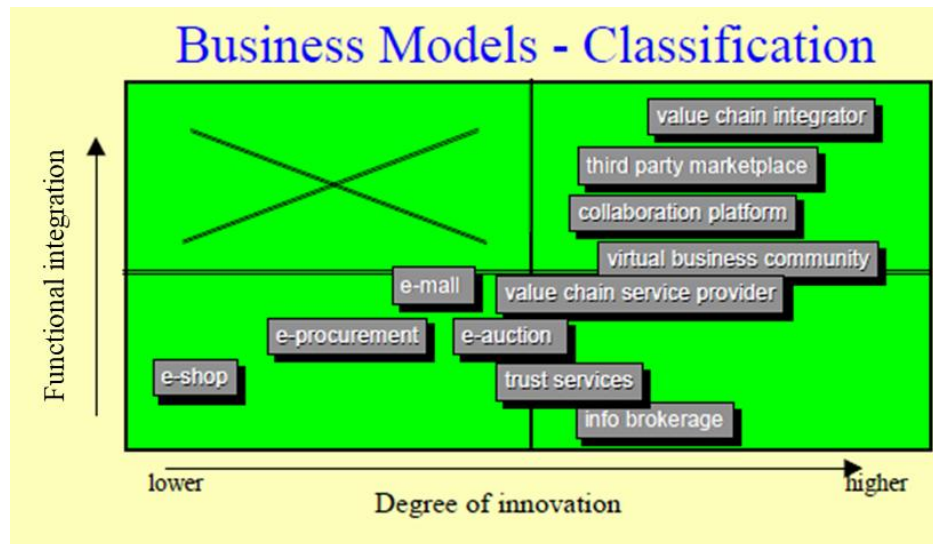 Business Models - Classification
Functional integration
value chain integrator
third party marketplace
collaboration platform
virtual business community
e-mall
value chain service provider
e-procurement
e-auction
e-shop
trust services
info brokerage
lower
higher
Degree of innovation